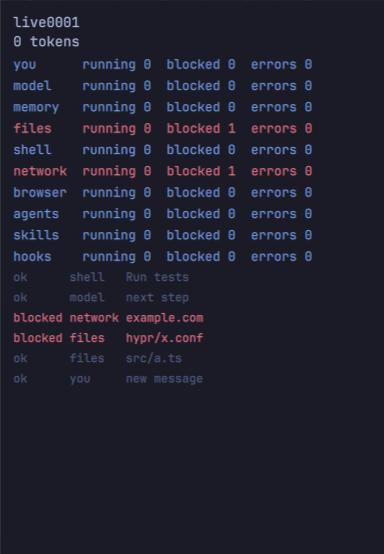 live0001
0 tokens
you running 0 blocked 0 errors 0
model running 0 blocked 0 errors 0
memory running 0 blocked 0 errors 0
files running 0 blocked 1 errors 0
shell running 0 blocked 0 errors 0
network running 0 blocked 1 errors 0
browser running 0 blocked 0 errors 0
agents running 0 blocked 0 errors 0
skills running 0 blocked 0 errors 0
hooks running 0 blocked 0 errors 0
ok shell Run tests
ok model next step
blocked network example.com
blocked files hypr/x.conf
ok files src/a.ts
ok you new message